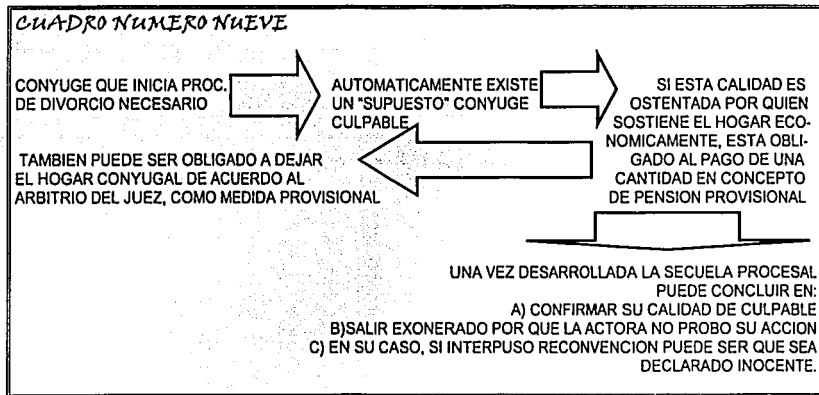 CUADRO NUMERO NUEVE
CONYUGE QUE INICIA PROC.
DE DIVORCIO NECESARIO
AUTOMATICAMENTE EXISTE
UN "SUPUESTO" CONYUGE
CULPABLE
SI ESTA CALIDAD ES
OSTENTADA POR QUIEN
SOSTIENE EL HOGAR ECO-
NOMICAMENTE, ESTA OBLI-
GADO AL PAGO DE UNA
CANTIDAD EN CONCEPTO
DE PENSION PROVISIONAL
TAMBIEN PUEDE SER OBLIGADO A DEJAR
EL HOGAR CONYUGAL DE ACUERDO AL
ARBITRIO DEL JUEZ, COMO MEDIDA PROVISIONAL
UNA VEZ DESARROLLADA LA SECUELA PROCESAL
PUEDE CONCLUIR EN:
A) CONFIRMAR SU CALIDAD DE CULPABLE
B)SALIR EXONERADO POR QUE LA ACTORA NO PROBO SU ACCION
C) EN SU CASO, SI INTERPUSO RECONVENCION PUEDE SER QUE SEA
DECLARADO INOCENTE.